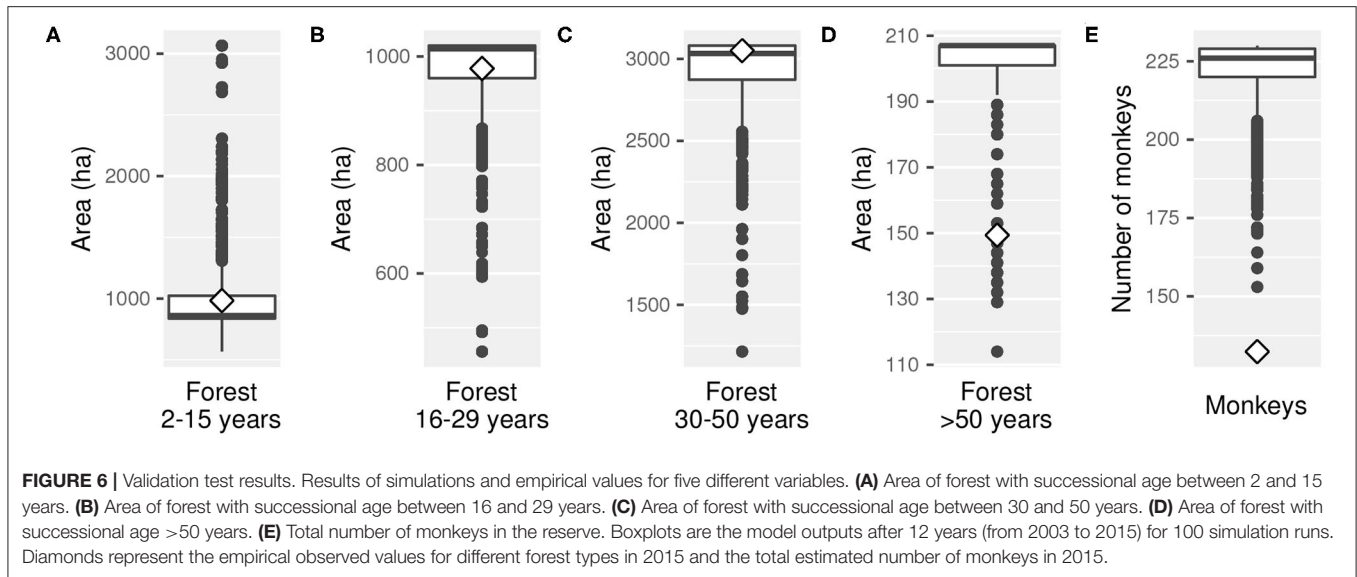 A
Area (ha)
3000
2000
1000
Forest
2-15 years
B
Area (ha)
1000
800
600
Forest
16-29 years
C
Area (ha)
3000
2500
2000
1500
Forest
30-50 years
D
Area (ha)
210
190
170
150
130
110
Forest
>50 years
E
Number of monkeys
225
200
175
150
Monkeys
FIGURE 6 | Validation test results. Results of simulations and empirical values for five different variables. (A) Area of forest with successional age between 2 and 15
years. (B) Area of forest with successional age between 16 and 29 years. (C) Area of forest with successional age between 30 and 50 years. (D) Area of forest with
successional age >50 years. (E) Total number of monkeys in the reserve. Boxplots are the model outputs after 12 years (from 2003 to 2015) for 100 simulation runs.
Diamonds represent the empirical observed values for different forest types in 2015 and the total estimated number of monkeys in 2015.